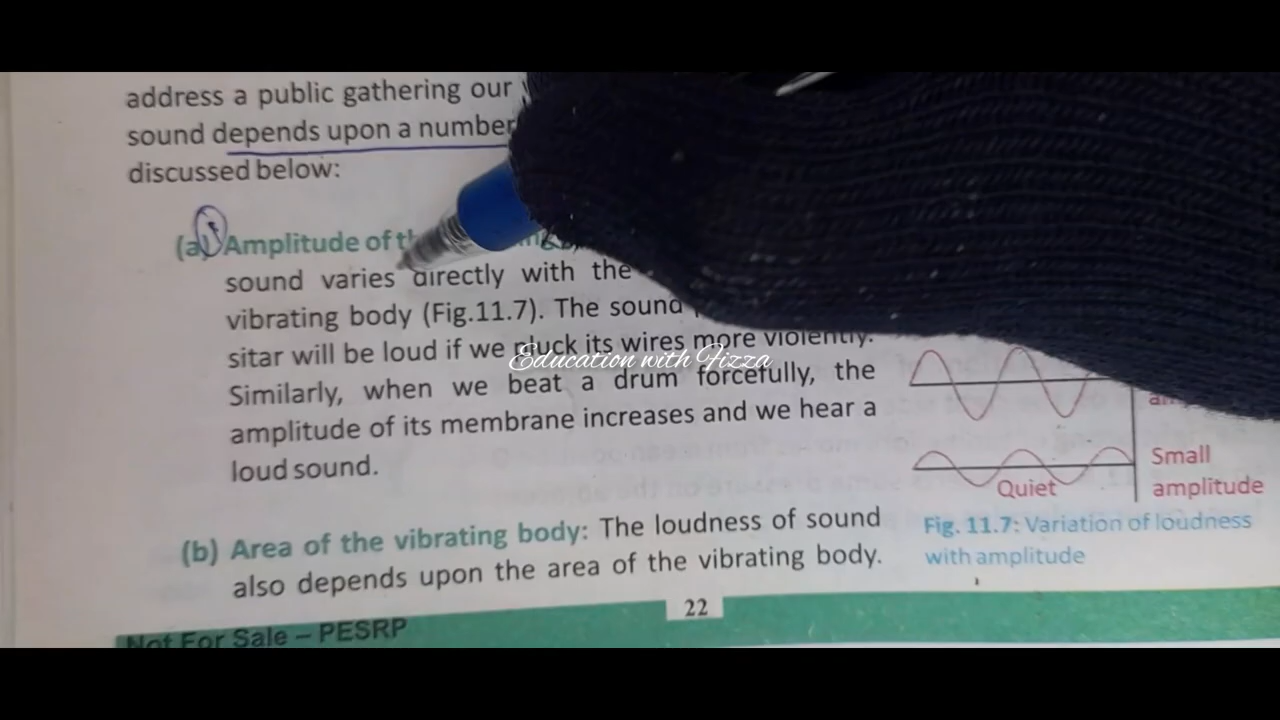 address a public gathering our
sound depends upon a number
discussed below:
(a) Amplitude of
sound varies directly with the
vibrating body (Fig.11.7). The sound
sitar will be loud if we pluck its wires more violently.
Education with Fizza
Similarly, when we beat a drum forcefully, the
amplitude of its membrane increases and we hear a
loud sound.
Small
amplitude
Quiet
Fig. 11.7: Variation of loudness
with amplitude
(b) Area of the vibrating body: The loudness of sound
also depends upon the area of the vibrating body.
22
Not For Sale – PESRP